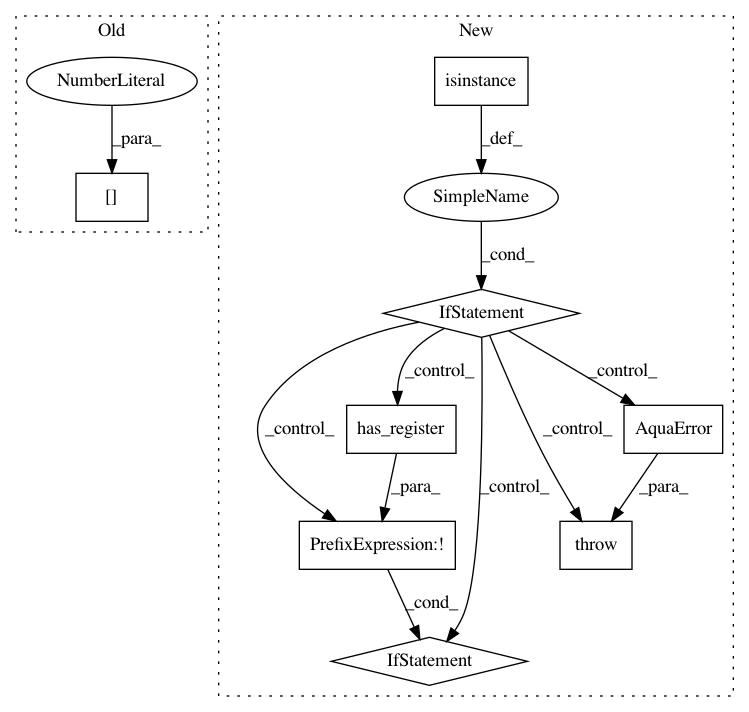 Old
New
NumberLiteral
isinstance
_para_
_def_
[]
SimpleName
_cond_
IfStatement
_control_
_control_
_control_
_control_
_control_
has_register
AquaError
_para_
_para_
PrefixExpression:!
throw
_cond_
IfStatement